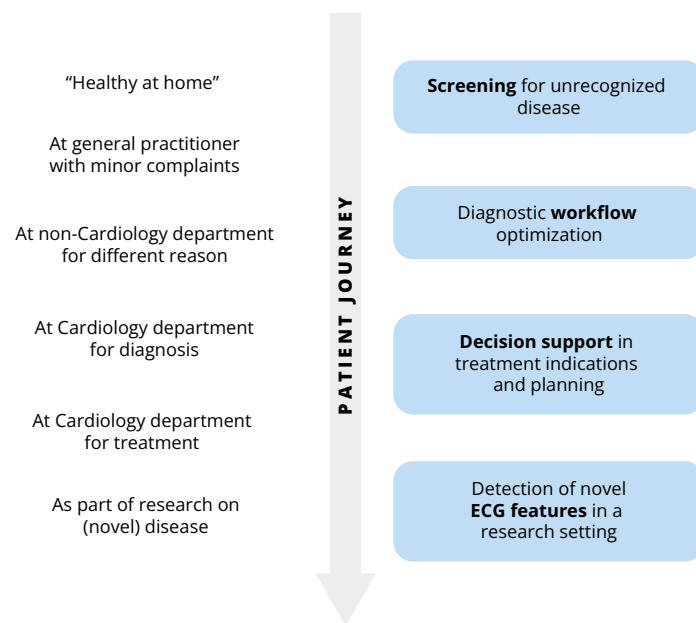 “Healthy at home”
At general practitioner
with minor complaints
At non-Cardiology department
for different reason
At Cardiology department
for diagnosis
At Cardiology department
for treatment
As part of research on
(novel) disease
PATIENT JOURNEY
Screening for unrecognized
disease
Diagnostic workflow
optimization
Decision support in
treatment indications
and planning
Detection of novel
ECG features in a
research setting